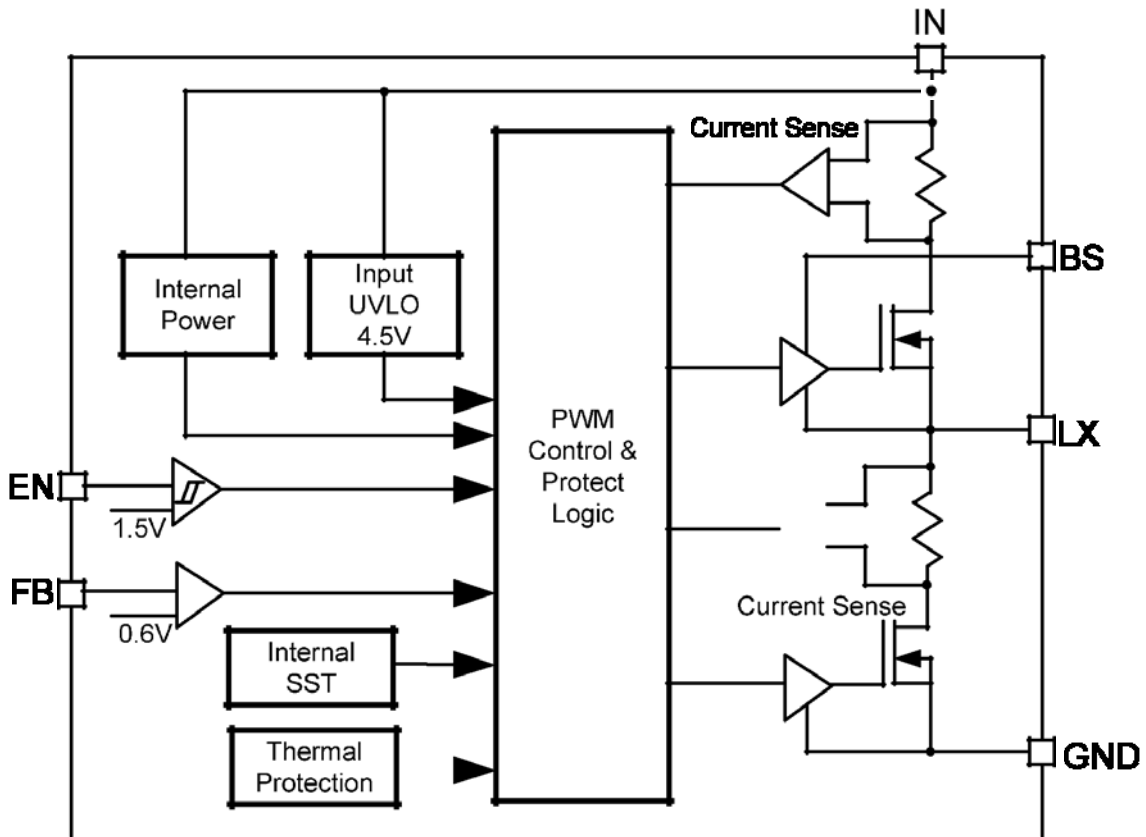 IN
Current Sense
BS
Internal
Power
Input
UVLO
4.5V
PWM
Control &
Protect
Logic
LX
EN
1.5V
FB
0.6V
Current Sense
Internal
SST
Thermal
Protection
GND